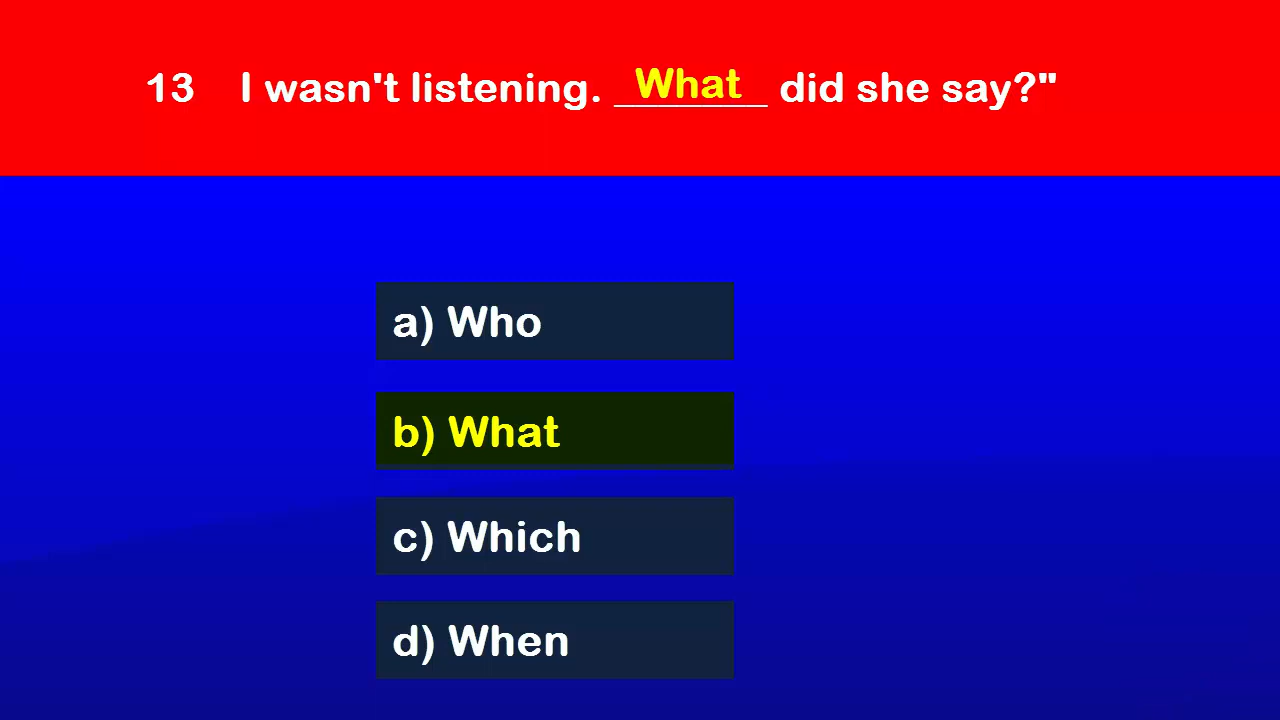 13 I wasn't listening. What did she say?"
a) Who
b) What
c) Which
d) When